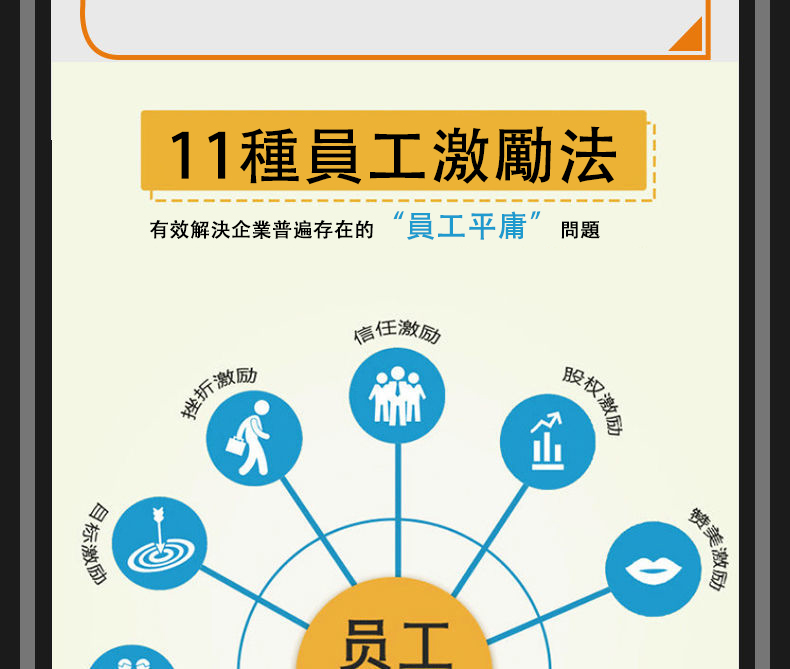 11種員工激勵法
有效解決企業普遍存在的 “員工平庸” 問題
信任激励
挫折激励
股权激励
目标激励
赞美激励
员工